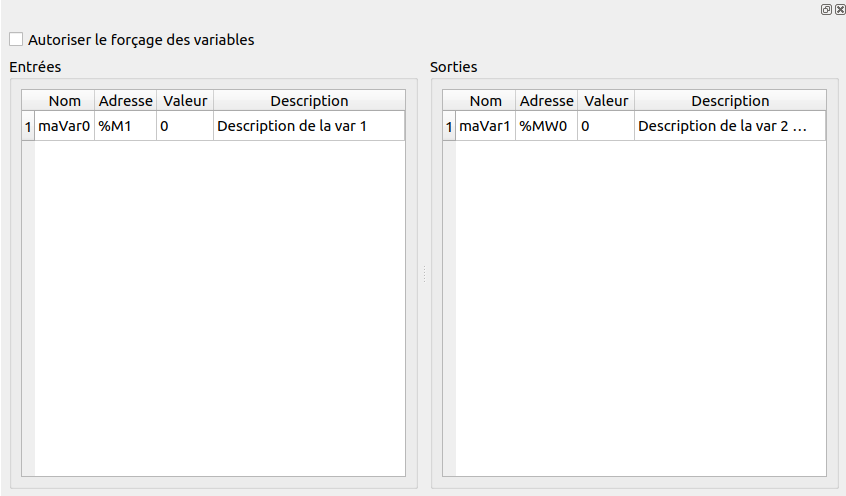 Autoriser le forçage des variables
Entrées
Nom Adresse Valeur Description
1 maVar0 %M1 0 Description de la var 1
Sorties
Nom Adresse Valeur Description
1 maVar1 %MW0 0 Description de la var 2 ...